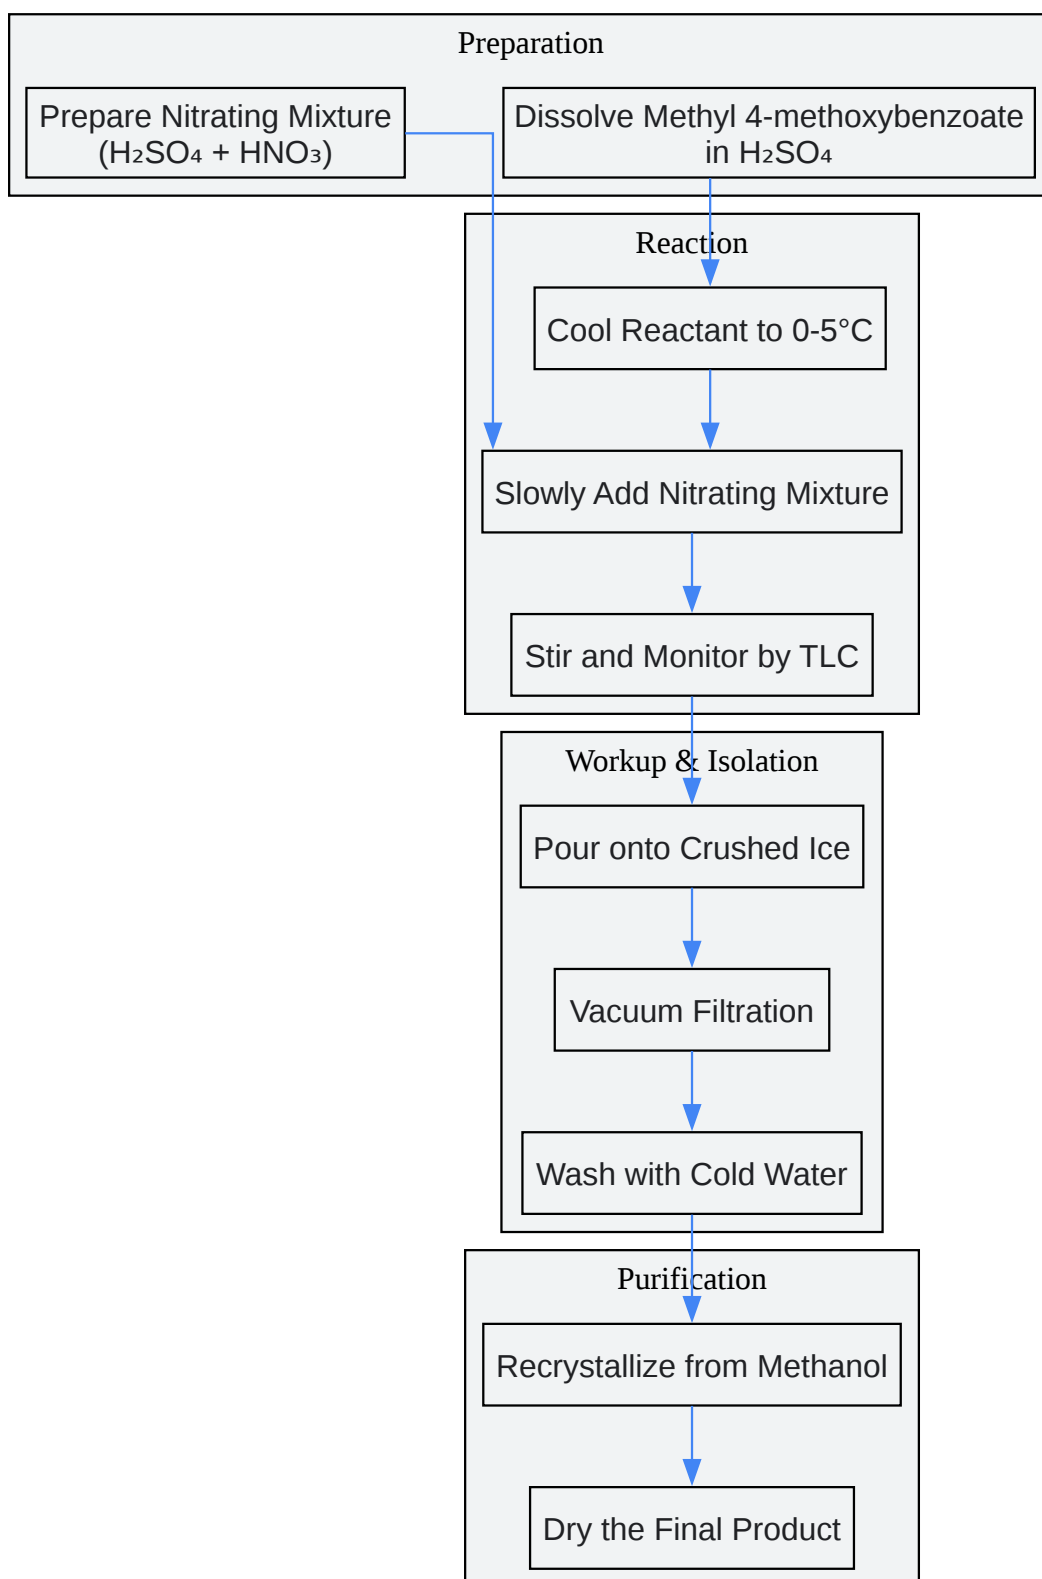 Preparation
Prepare Nitrating Mixture
(H₂SO₄ + HNO₃)
Dissolve Methyl 4-methoxybenzoate
in H₂SO₄
Reaction
Cool Reactant to 0-5°C
Slowly Add Nitrating Mixture
Stir and Monitor by TLC
Workup & Isolation
Pour onto Crushed Ice
Vacuum Filtration
Wash with Cold Water
Purification
Recrystallize from Methanol
Dry the Final Product